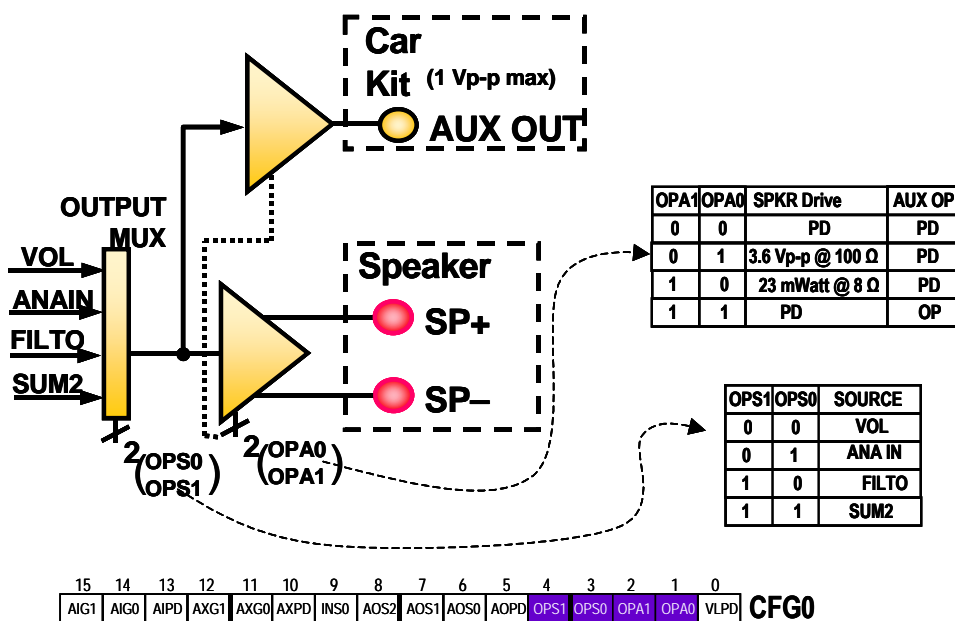 Car
Kit (1 Vp-p max)
AUX OUT
OUTPUT
MUX
VOL
ANAIN
FILTO
SUM2
Speaker
SP+
SP–
2 (OPS0
OPS1)
2 (OPA0
OPA1)
OPA1 OPA0 SPKR Drive AUX OP
0 0 PD PD
0 1 3.6 Vp-p @ 100 Ω PD
1 0 23 mWatt @ 8 Ω PD
1 1 PD OP
OPS1 OPS0 SOURCE
0 0 VOL
0 1 ANA IN
1 0 FILTO
1 1 SUM2
15 14 13 12 11 10 9 8 7 6 5 4 3 2 1 0
AIG1 AIG0 AIPD AXG1 AXG0 AXPD INS0 AOS2 AOS1 AOS0 AOPD OPS1 OPS0 OPA1 OPA0 VLPD CFG0